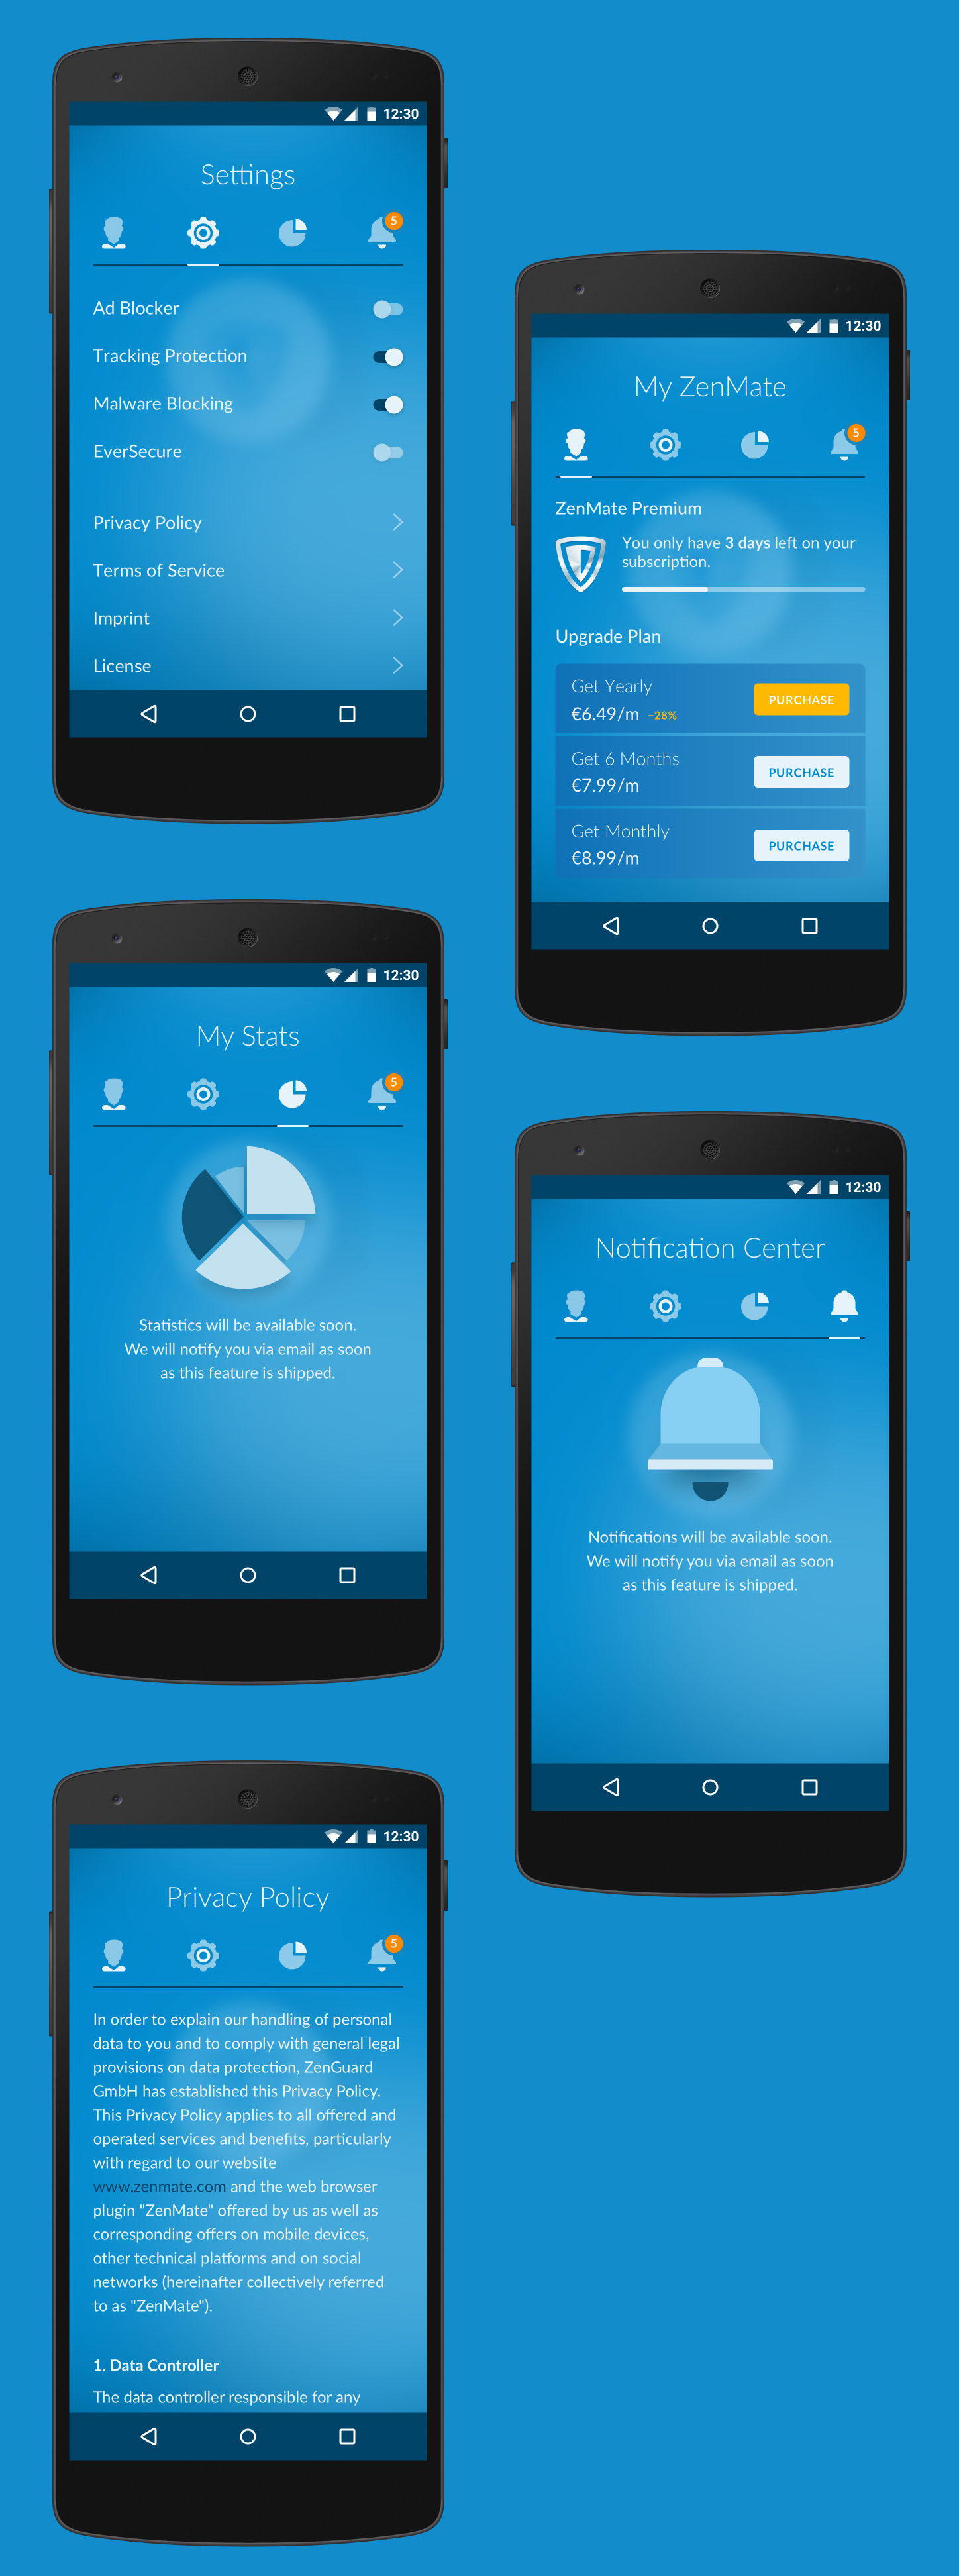 12:30
Settings
5
Ad Blocker
Tracking Protection
Malware Blocking
EverSecure
Privacy Policy
Terms of Service
Imprint
License
12:30
My ZenMate
5
ZenMate Premium
You only have 3 days left on your
subscription.
Upgrade Plan
Get Yearly
€6.49/m -28%
PURCHASE
Get 6 Months
€7.99/m
PURCHASE
Get Monthly
€8.99/m
PURCHASE
12:30
My Stats
5
Statistics will be available soon.
We will notify you via email as soon
as this feature is shipped.
12:30
Notification Center
Notifications will be available soon.
We will notify you via email as soon
as this feature is shipped.
12:30
Privacy Policy
5
In order to explain our handling of personal
data to you and to comply with general legal
provisions on data protection, ZenGuard
GmbH has established this Privacy Policy.
This Privacy Policy applies to all offered and
operated services and benefits, particularly
with regard to our website
www.zenmate.com and the web browser
plugin "ZenMate" offered by us as well as
corresponding offers on mobile devices,
other technical platforms and on social
networks (hereinafter collectively referred
to as "ZenMate").
1. Data Controller
The data controller responsible for any